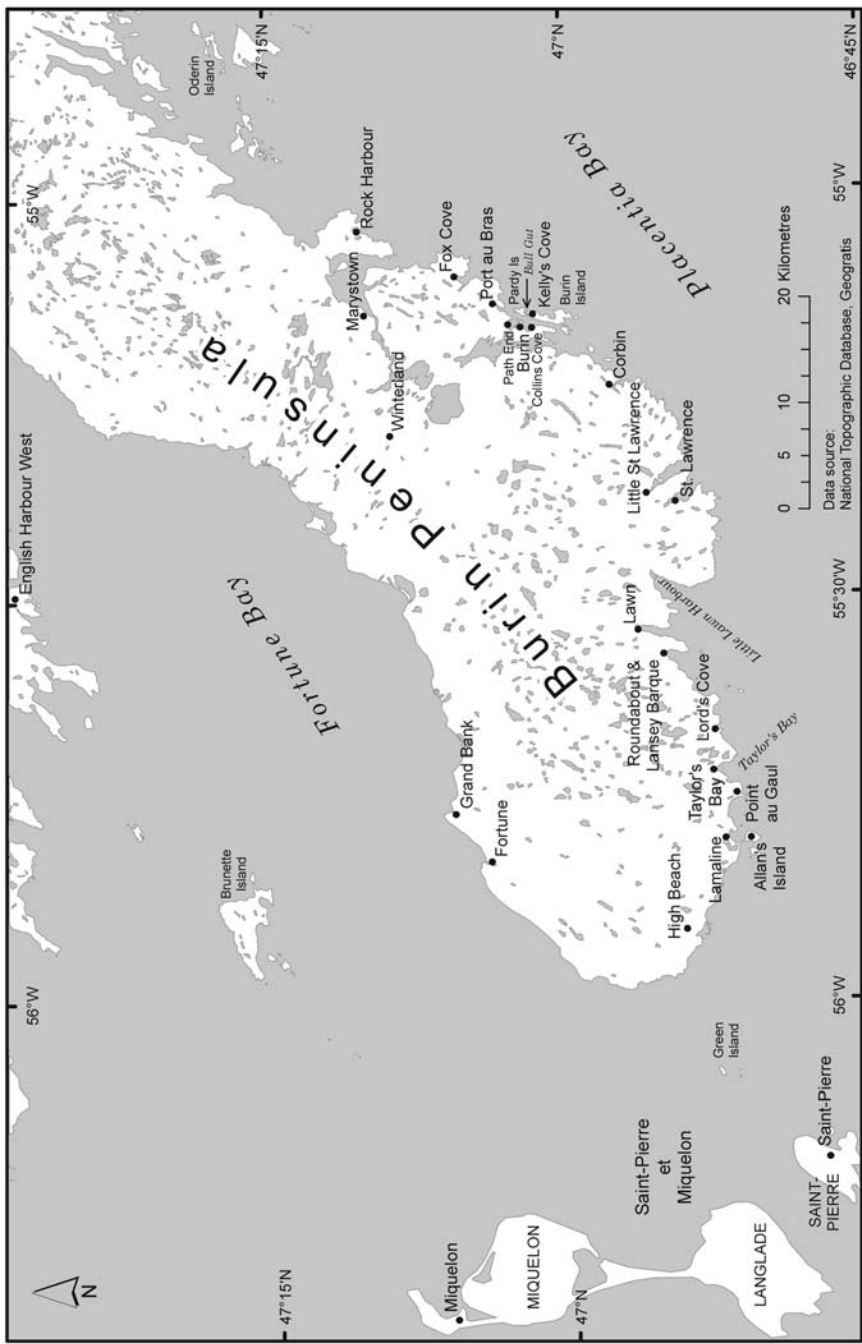 N
56°W
English Harbour West
55°W
47°15'N
47°15'N
Oderin
Island
Fortune Bay
Brunette
Island
Burin Peninsula
Rock Harbour
Marystown
Winterland
Fox Cove
Port au Bras
Pardy Is
Path End
Bull Gut
Burin
Kelly's Cove
Collins Cove
Burin
Island
Placentia Bay
Grand Bank
Fortune
Miquelon
MIQUELON
47°N
47°N
Corbin
Little St Lawrence
St. Lawrence
Lawn
Little Lawn Harbour
Roundabout &
Lansey Barque
Lord's Cove
Taylor's
Bay
Taylor's Bay
Point
au Gaul
High Beach
Lamaline
Allan's
Island
Green
Island
Saint-Pierre
et
Miquelon
LANGLADE
SAINT-
PIERRE
Saint-Pierre
0 5 10 20 Kilometres
Data source:
National Topographic Database, Geogratis
56°W
55°30'W
55°W
46°45'N